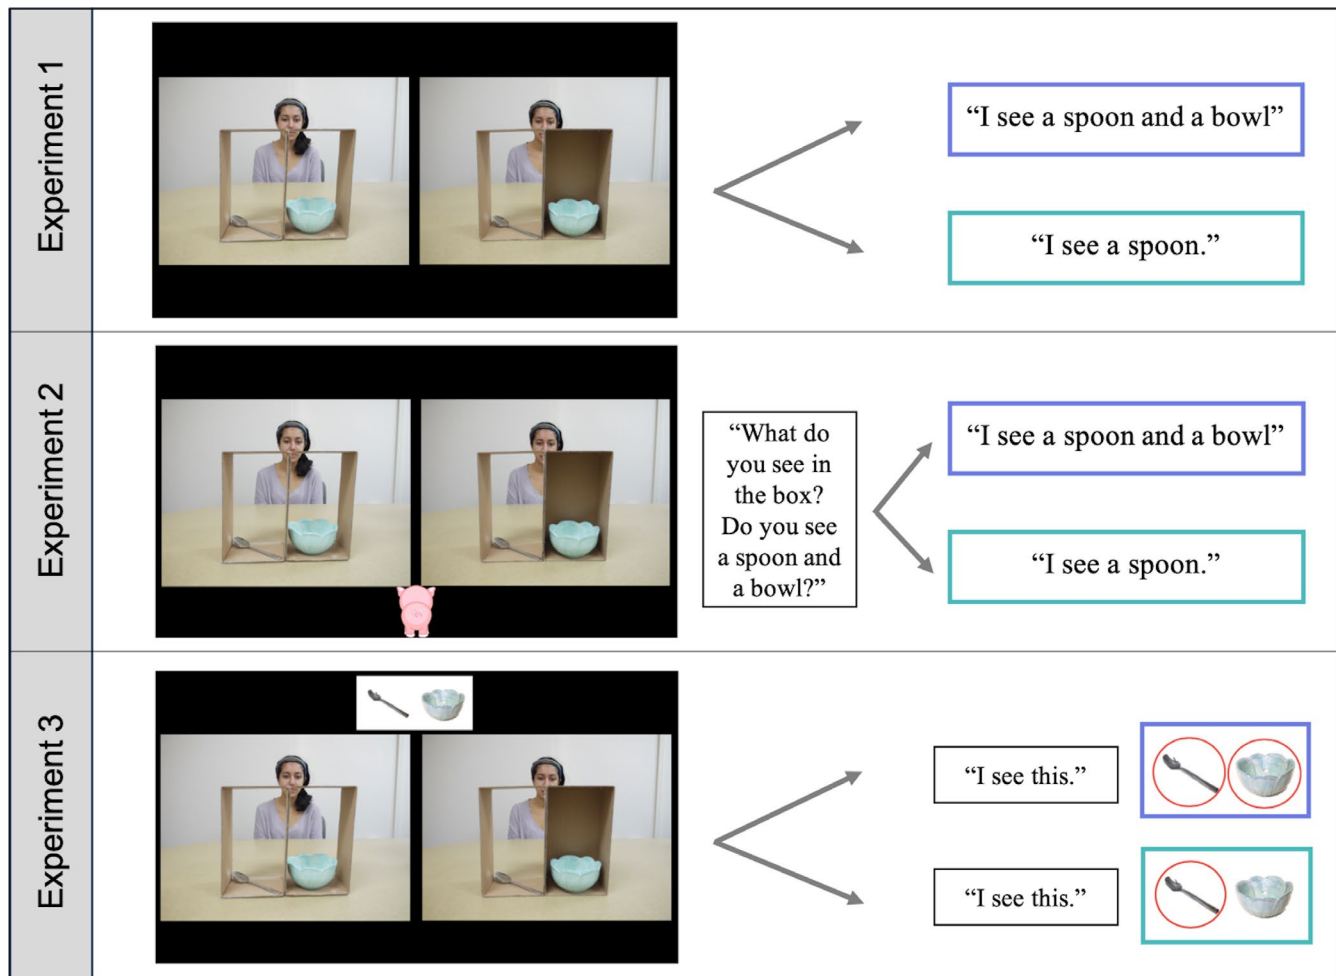 Experiment 1
“I see a spoon and a bowl”
“I see a spoon.”
Experiment 2
“What do
you see in
the box?
Do you see
a spoon and
a bowl?”
“I see a spoon and a bowl”
“I see a spoon.”
Experiment 3
“I see this.”
“I see this.”